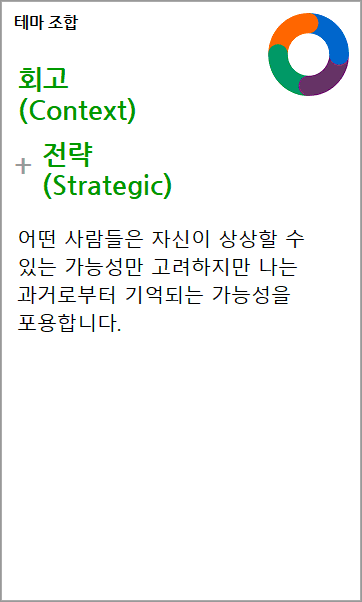 테마 조합
회고
(Context)
+ 전략
(Strategic)
어떤 사람들은 자신이 상상할 수
있는 가능성만 고려하지만 나는
과거로부터 기억되는 가능성을
포용합니다.